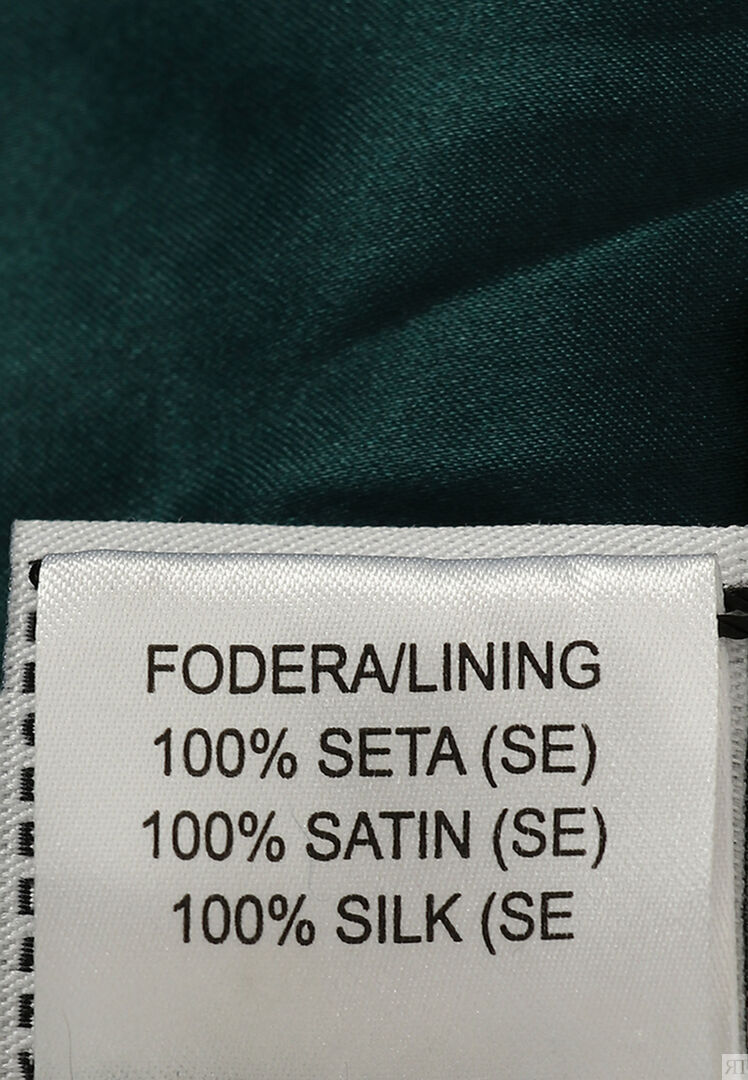 FODERA/LINING
100% SETA (SE)
100% SATIN (SE)
100% SILK (SE